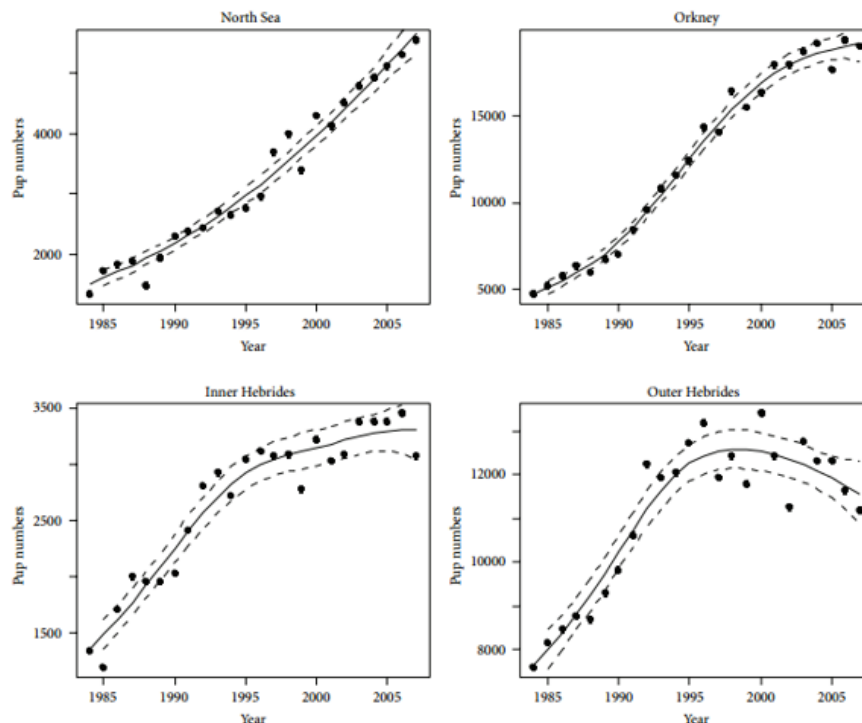 North Sea
Pup numbers
4000
2000
1985 1990 1995 2000 2005
Year
Orkney
Pup numbers
15000
10000
5000
1985 1990 1995 2000 2005
Year
Inner Hebrides
Pup numbers
3500
2500
1500
1985 1990 1995 2000 2005
Year
Outer Hebrides
Pup numbers
12000
10000
8000
1985 1990 1995 2000 2005
Year